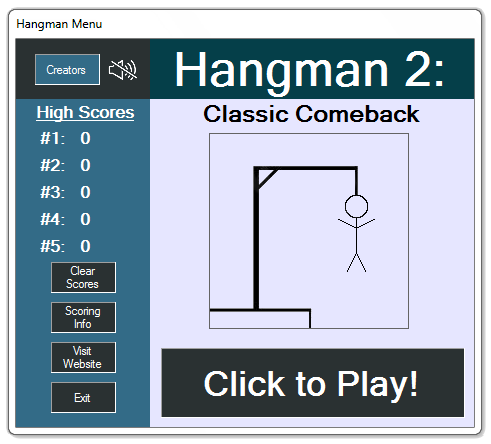 Hangman Menu
Creators
Hangman 2:
High Scores
Classic Comeback
#1: 0
#2: 0
#3: 0
#4: 0
#5: 0
Clear
Scores
Scoring
Info
Visit
Website
Exit
Click to Play!